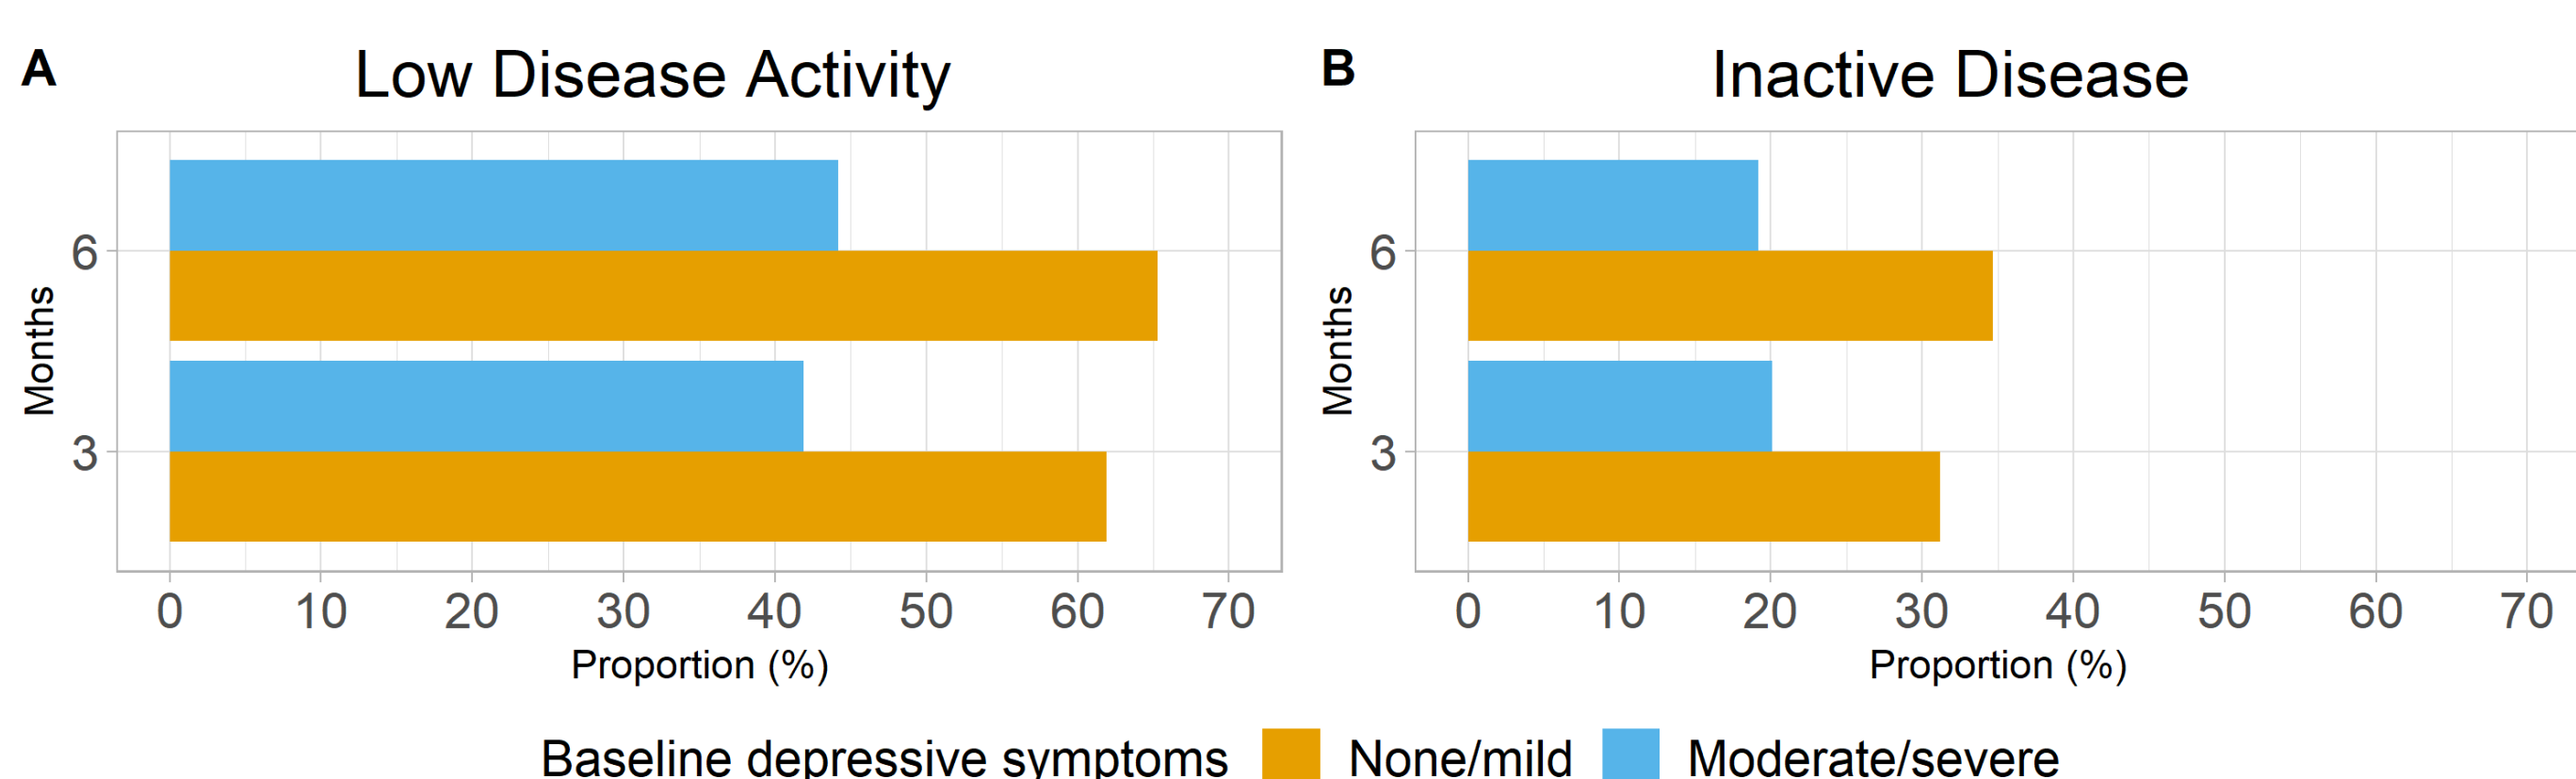 A
Low Disease Activity
Months
6
3
0 10 20 30 40 50 60 70
Proportion (%)
B
Inactive Disease
Months
6
3
0 10 20 30 40 50 60 70
Proportion (%)
Baseline depressive symptoms None/mild Moderate/severe